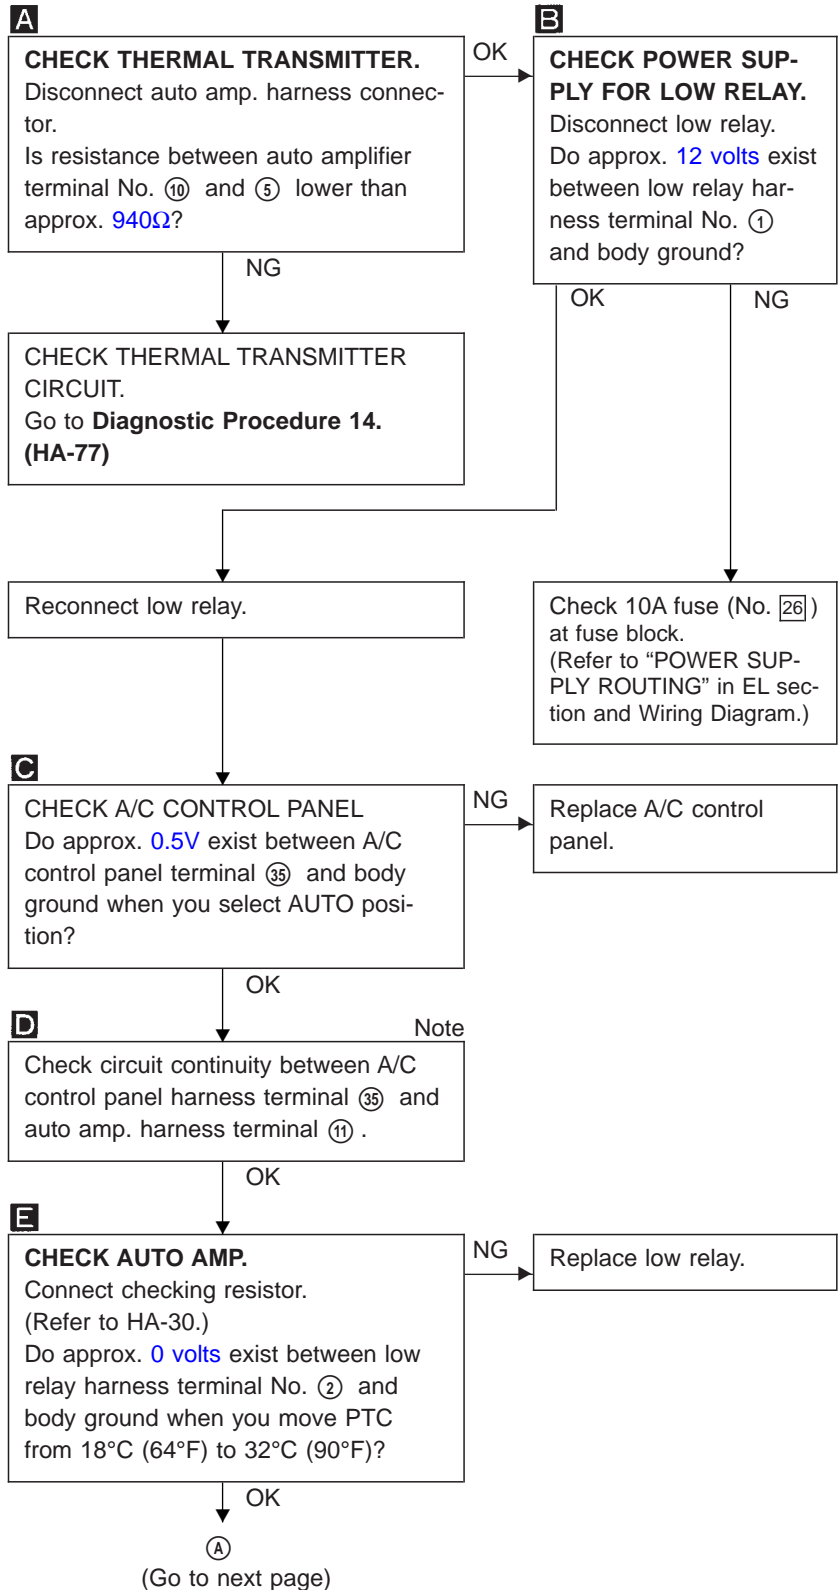 A
CHECK THERMAL TRANSMITTER.
Disconnect auto amp. harness connec-
tor.
Is resistance between auto amplifier
terminal No. ⑩ and ⑤ lower than
approx. 940Ω?
OK
B
CHECK POWER SUP-
PLY FOR LOW RELAY.
Disconnect low relay.
Do approx. 12 volts exist
between low relay har-
ness terminal No. ①
and body ground?
NG
OK
NG
CHECK THERMAL TRANSMITTER
CIRCUIT.
Go to Diagnostic Procedure 14.
(HA-77)
Reconnect low relay.
Check 10A fuse (No. 26)
at fuse block.
(Refer to “POWER SUP-
PLY ROUTING” in EL sec-
tion and Wiring Diagram.)
C
CHECK A/C CONTROL PANEL
Do approx. 0.5V exist between A/C
control panel terminal ㉟ and body
ground when you select AUTO posi-
tion?
NG
Replace A/C control
panel.
OK
D
Note
Check circuit continuity between A/C
control panel harness terminal ㉟ and
auto amp. harness terminal ⑪ .
OK
E
CHECK AUTO AMP.
Connect checking resistor.
(Refer to HA-30.)
Do approx. 0 volts exist between low
relay harness terminal No. ② and
body ground when you move PTC
from 18°C (64°F) to 32°C (90°F)?
NG
Replace low relay.
OK
Ⓐ
(Go to next page)